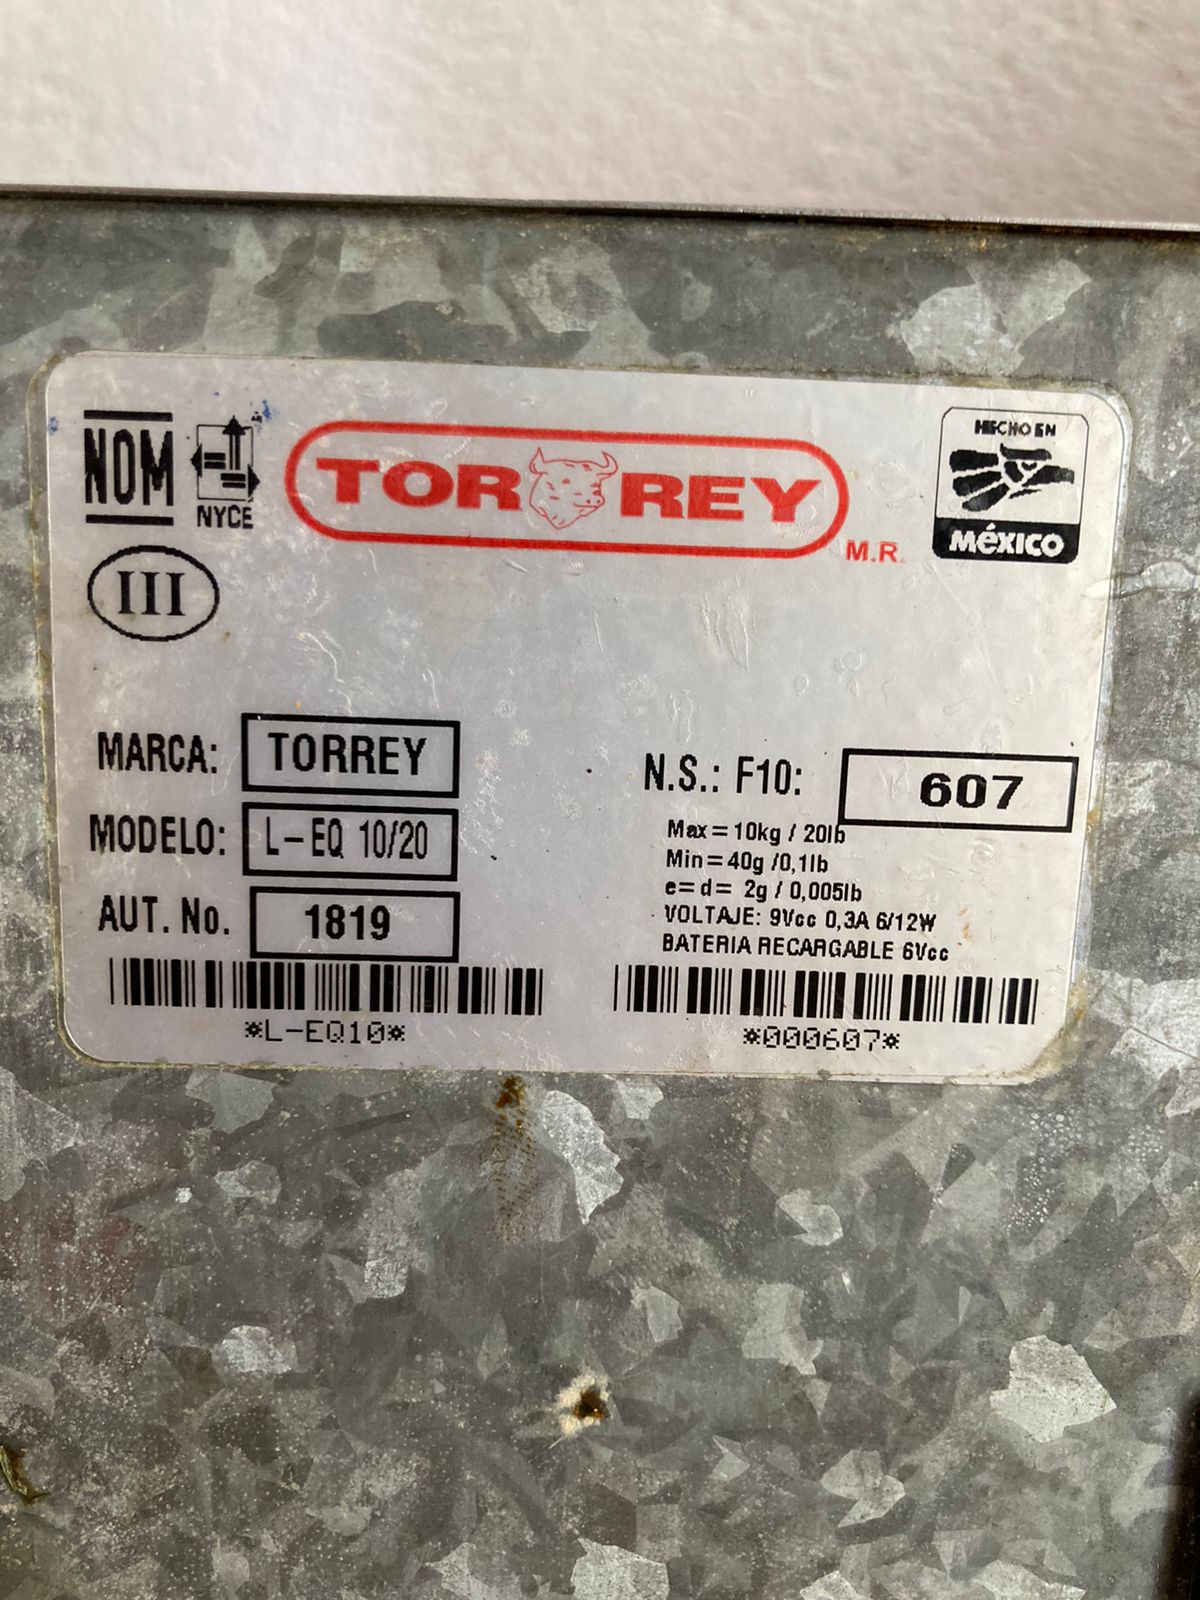 NOM
NYCE
TORREY
M.R.
HECHO EN
MéXICO
III
MARCA: TORREY
MODELO: L-EQ 10/20
AUT. No. 1819
N.S.: F10: 607
Max = 10kg / 20lb
Min = 40g /0,1lb
e= d= 2g / 0,005lb
VOLTAJE: 9Vcc 0,3A 6/12W
BATERIA RECARGABLE 6Vcc
*L-EQ10*
*000607*